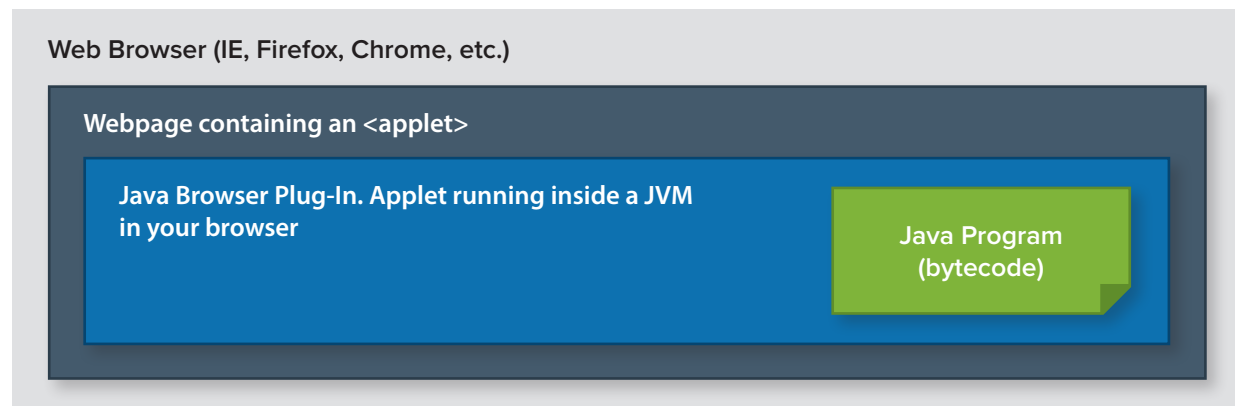 Web Browser (IE, Firefox, Chrome, etc.)
Webpage containing an <applet>
Java Browser Plug-In. Applet running inside a JVM
in your browser
Java Program
(bytecode)